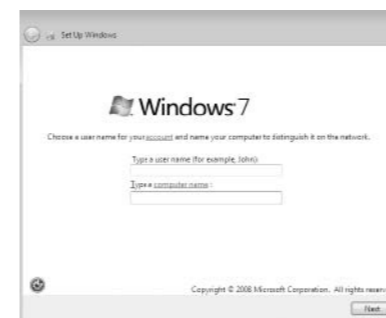 Set Up Windows
Windows 7
Choose a user name for your account and name your computer to distinguish it on the network.
Type a user name (for example, John):
Type a computer name:
Copyright © 2008 Microsoft Corporation. All rights reserv
Next